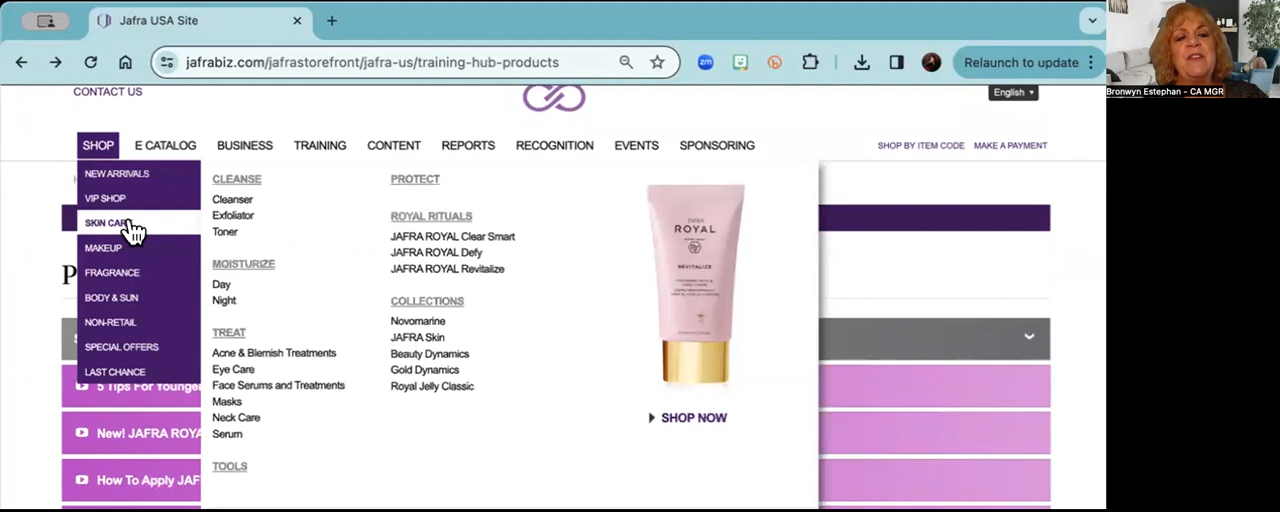 Jafra USA Site
jafrabiz.com/jafrastorefront/jafra-us/training-hub-products
zm
Relaunch to update
Bronwyn Estephan - CA MGR
CONTACT US
English
SHOP
E CATALOG
BUSINESS
TRAINING
CONTENT
REPORTS
RECOGNITION
EVENTS
SPONSORING
SHOP BY ITEM CODE
MAKE A PAYMENT
NEW ARRIVALS
VIP SHOP
SKIN CAR
MAKEUP
FRAGRANCE
BODY & SUN
NON-RETAIL
SPECIAL OFFERS
LAST CHANCE
CLEANSE
Cleanser
Exfoliator
Toner
MOISTURIZE
Day
Night
TREAT
Acne & Blemish Treatments
Eye Care
Face Serums and Treatments
Masks
Neck Care
Serum
TOOLS
PROTECT
ROYAL RITUALS
JAFRA ROYAL Clear Smart
JAFRA ROYAL Defy
JAFRA ROYAL Revitalize
COLLECTIONS
Novomarine
JAFRA Skin
Beauty Dynamics
Gold Dynamics
Royal Jelly Classic
JAFRA
ROYAL
REVITALIZE
SHOP NOW
P
5 Tips For Younge
New! JAFRA ROYA
How To Apply JAF